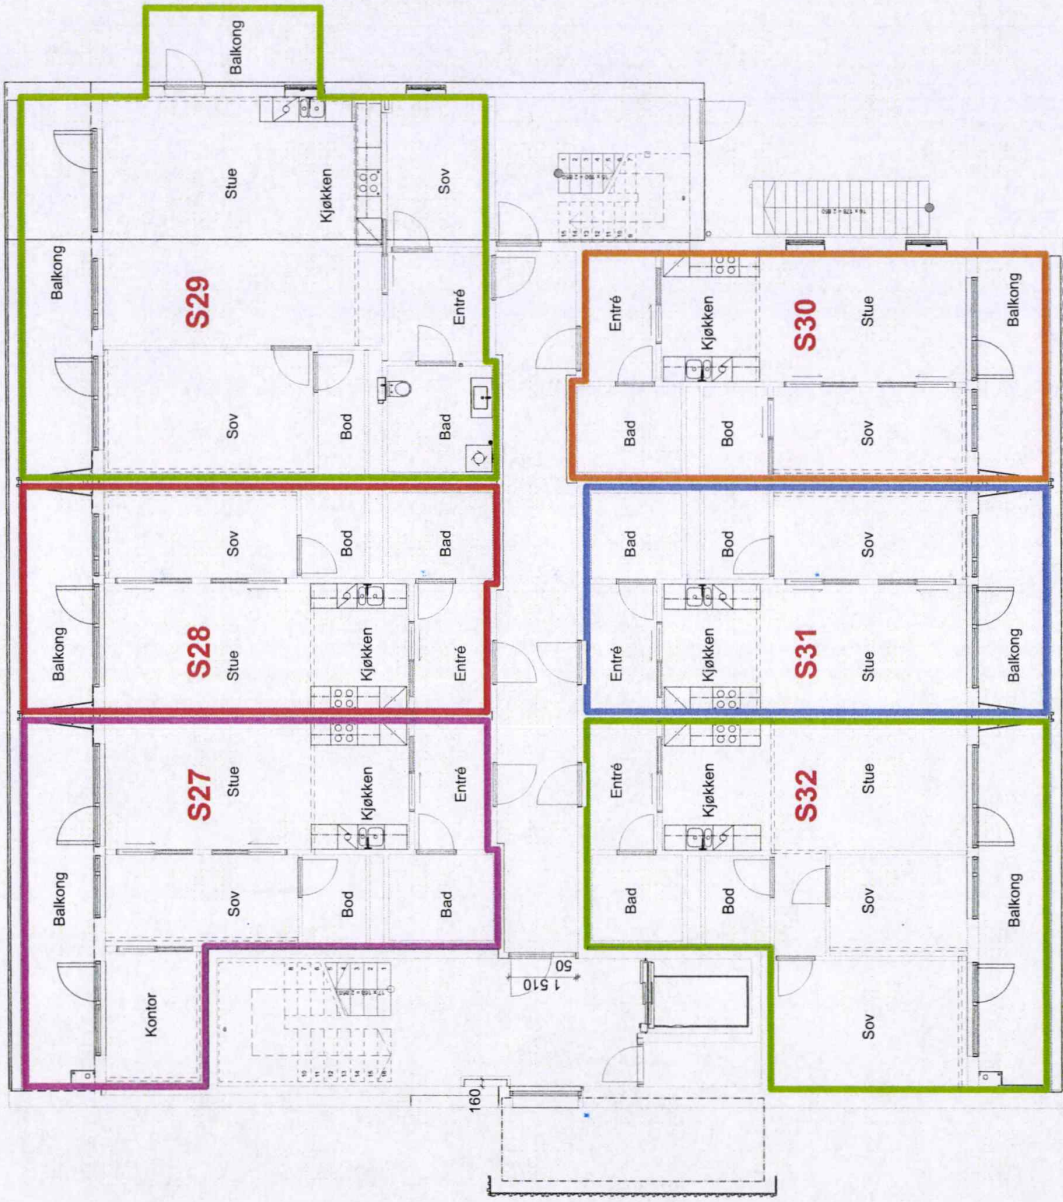 Balkong
Balkong
Stue
Kjøkken
Sov
S29
Entré
Sov
Bod
Bad
Balkong
Sov
Bod
Bad
S28
Stue
Kjøkken
Entré
Balkong
S27
Stue
Kjøkken
Entré
Sov
Bod
Bad
Kontor
Entré
Kjøkken
S30
Stue
Balkong
Bad
Bod
Sov
Bad
Bod
Sov
Entré
Kjøkken
S31
Stue
Balkong
Entré
Kjøkken
S32
Stue
Bad
Bod
Sov
Balkong
Sov
1 510
50
160